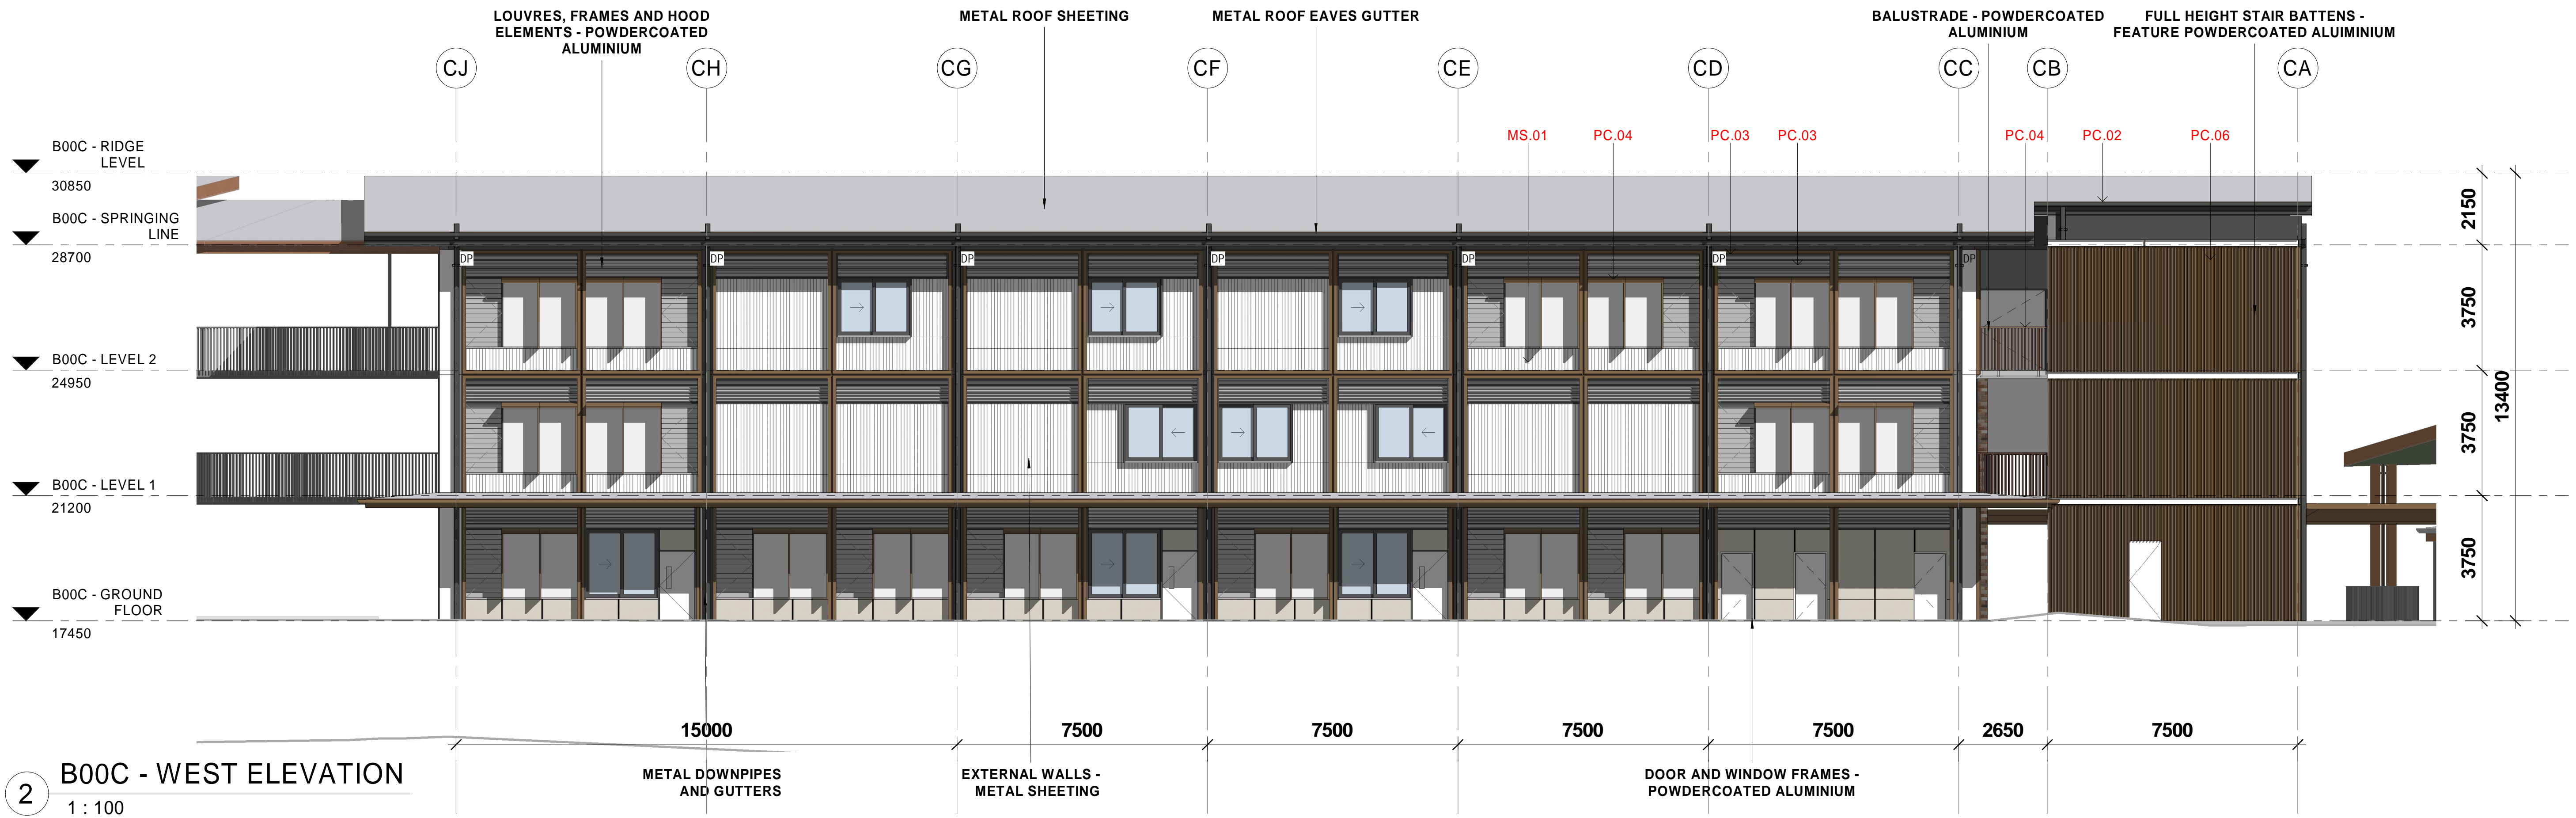 LOUVRES, FRAMES AND HOOD
ELEMENTS - POWDERCOATED
ALUMINIUM
METAL ROOF SHEETING
METAL ROOF EAVES GUTTER
BALUSTRADE - POWDERCOATED
ALUMINIUM
FULL HEIGHT STAIR BATTENS -
FEATURE POWDERCOATED ALUIMINIUM
CJ
CH
CG
CF
CE
CD
CC
CB
CA
MS.01
PC.04
PC.03
PC.03
PC.04
PC.02
PC.06
B00C - RIDGE
LEVEL
30850
B00C - SPRINGING
LINE
28700
B00C - LEVEL 2
24950
B00C - LEVEL 1
21200
B00C - GROUND
FLOOR
17450
DP
DP
DP
DP
DP
DP
DP
2150
3750
3750
3750
13400
15000
7500
7500
7500
7500
2650
7500
METAL DOWNPIPES
AND GUTTERS
EXTERNAL WALLS -
METAL SHEETING
DOOR AND WINDOW FRAMES -
POWDERCOATED ALUMINIUM
2
B00C - WEST ELEVATION
1 : 100